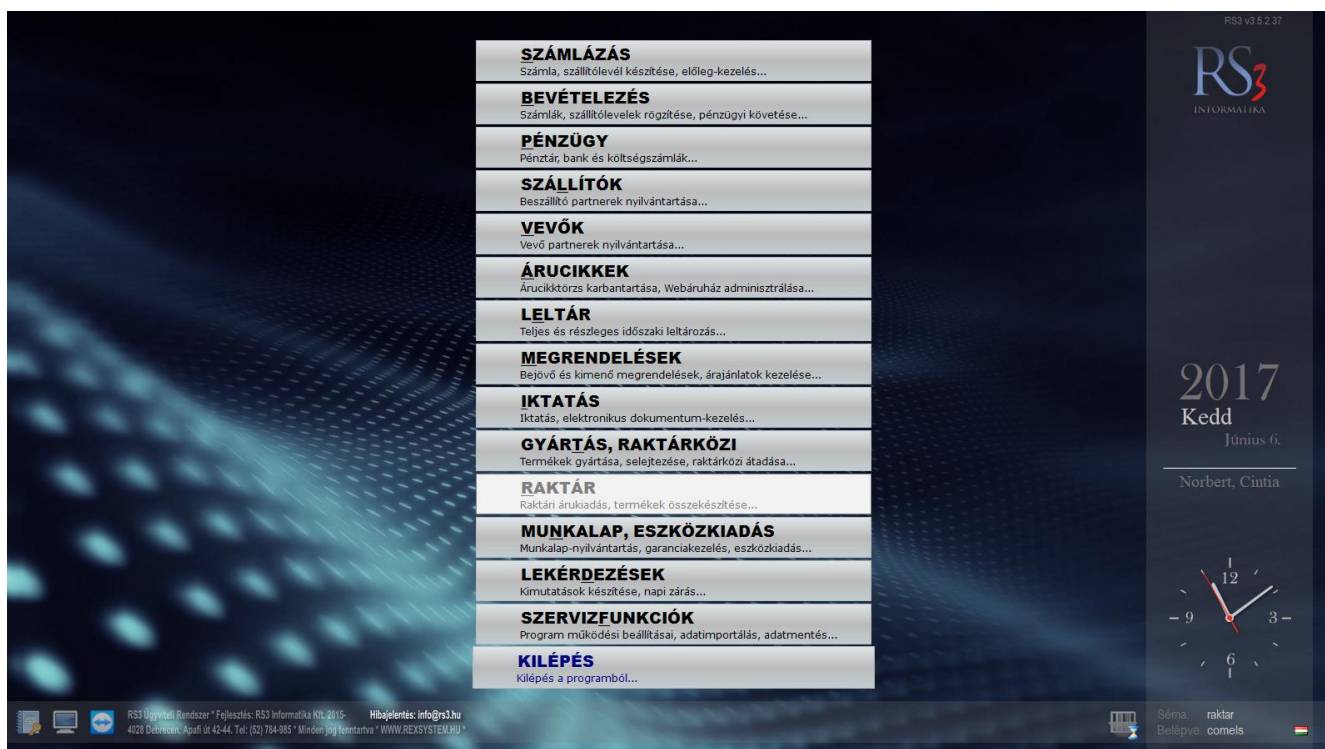 RS3 v3.5.2.37
RS3
INFORMATIKA
SZÁMLÁZÁS
Számla, szállítólevél készítése, előleg-kezelés...
BEVÉTELEZÉS
Számlák, szállítólevelek rögzítése, pénzügyi követése...
PÉNZÜGY
Pénztár, bank és költségszámlák...
SZÁLLÍTÓK
Beszállító partnerek nyilvántartása...
VEVŐK
Vevő partnerek nyilvántartása...
ÁRUCIKKEK
Árucikktörzs karbantartása, Webáruház adminisztrálása...
LELTÁR
Teljes és részleges időszaki leltározás...
MEGRENDELÉSEK
Bejövő és kimenő megrendelések, árajánlatok kezelése...
IKTATÁS
Iktatás, elektronikus dokumentum-kezelés...
GYÁRTÁS, RAKTÁRKÖZI
Termékek gyártása, selejtezése, raktárközi átadása...
RAKTÁR
Raktári árukiadás, termékek összekészítése...
MUNKALAP, ESZKÖZKIADÁS
Munkalap-nyilvántartás, garanciakezelés, eszközkiadás...
LEKÉRDEZÉSEK
Kimutatások készítése, napi zárás...
SZERVIZFUNKCIÓK
Program működési beállításai, adatimportálás, adatmentés...
KILÉPÉS
Kilépés a programból...
2017
Kedd
Június 6.
Norbert, Cintia
12
9
3
6
RS3 Ügyviteli Rendszer * Fejlesztés: RS3 Informatika Kft. 2015- Hibajelentés: info@rs3.hu
4028 Debrecen, Apafi út 42-44. Tel: (52) 784-985 * Minden jog fenntartva * WWW.REXSYSTEM.HU *
Séma: raktar
Belépve: comels